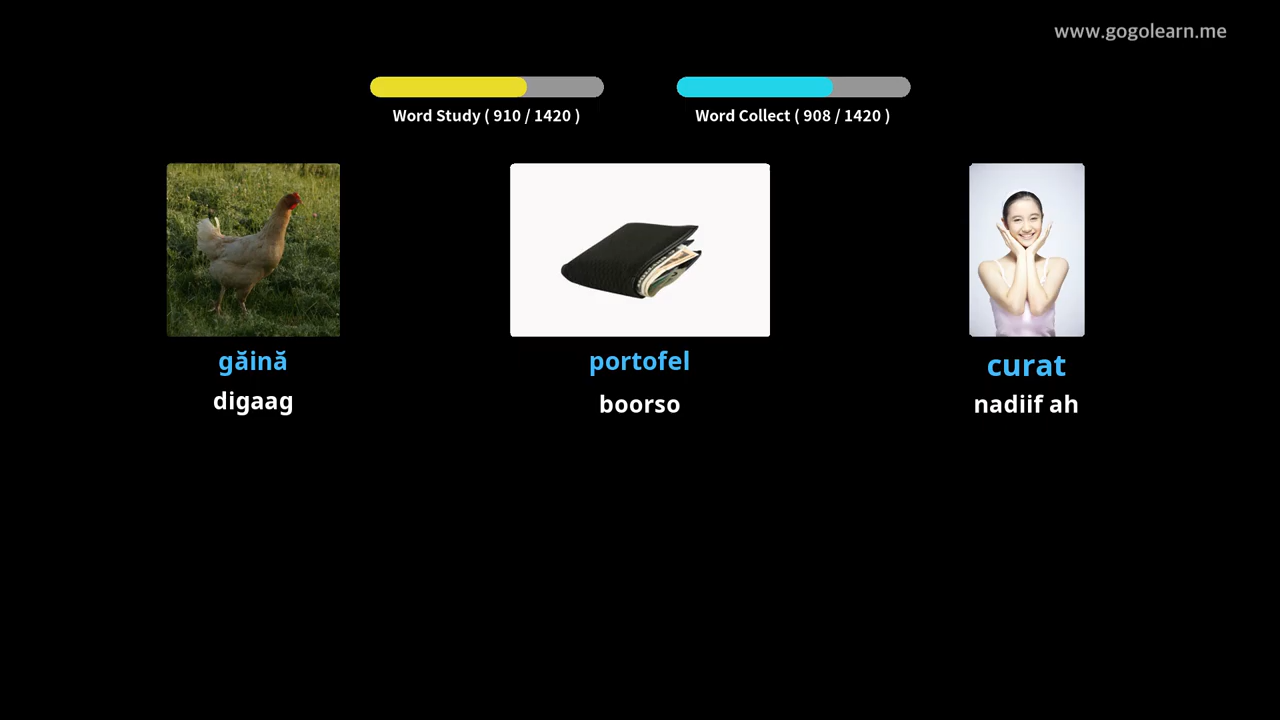 www.gogolearn.me
Word Study ( 910 / 1420 )
Word Collect ( 908 / 1420 )
găină
portofel
curat
digaag
boorso
nadiif ah